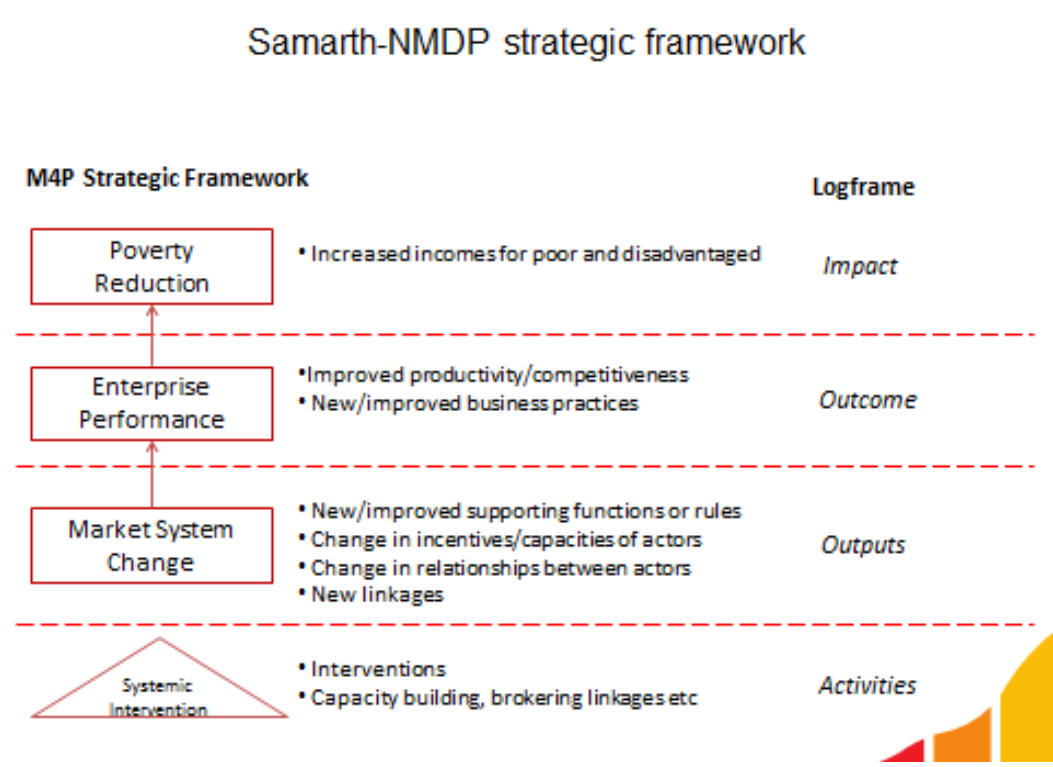 Samarth-NMDP strategic framework
M4P Strategic Framework
Logframe
Poverty
Reduction
• Increased incomes for poor and disadvantaged
Impact
Enterprise
Performance
•Improved productivity/competitiveness
• New/improved business practices
Outcome
Market System
Change
• New/improved supporting functions or rules
• Change in incentives/capacities of actors
• Change in relationships between actors
• New linkages
Outputs
Systemic
Intervention
• Interventions
• Capacity building, brokering linkages etc
Activities